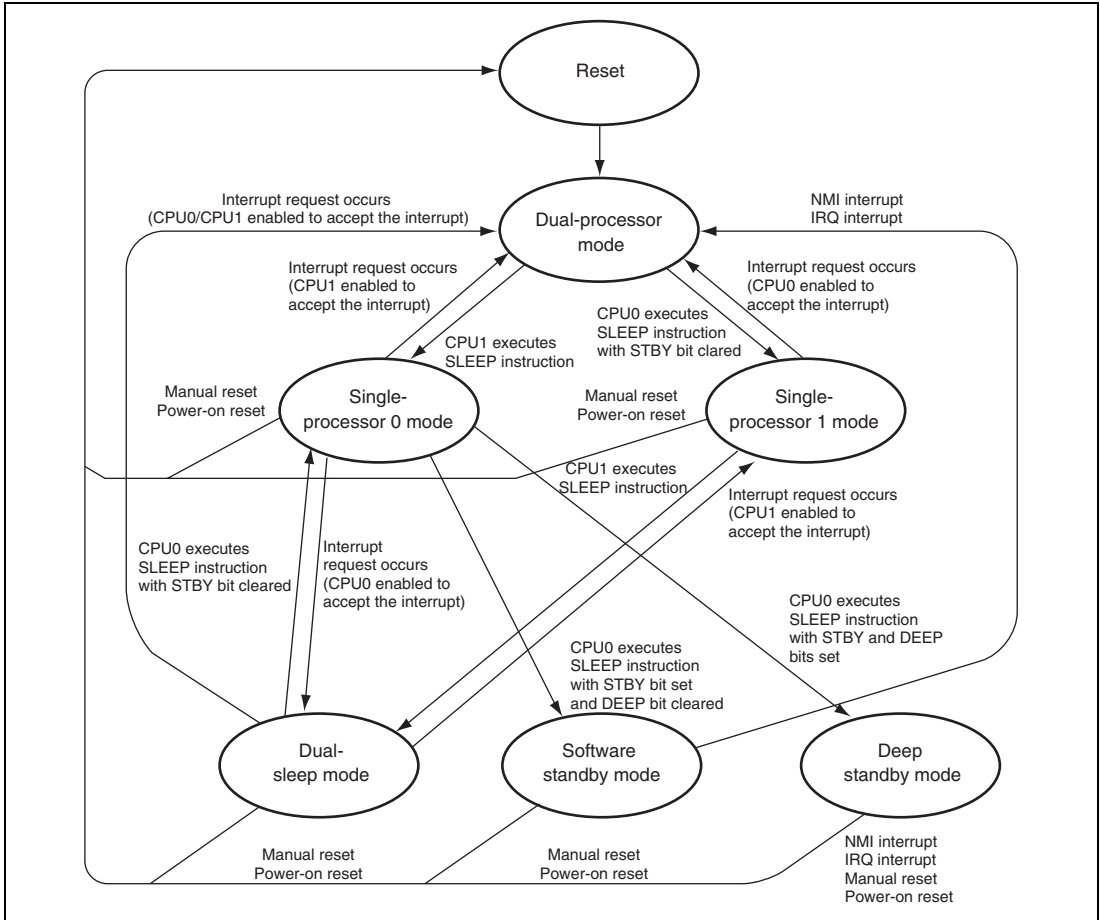 Reset
Interrupt request occurs
(CPU0/CPU1 enabled to accept the interrupt)
NMI interrupt
IRQ interrupt
Dual-processor
mode
Interrupt request occurs
(CPU1 enabled to
accept the interrupt)
Interrupt request occurs
(CPU0 enabled to
accept the interrupt)
CPU0 executes
SLEEP instruction
with STBY bit clared
CPU1 executes
SLEEP instruction
Manual reset
Power-on reset
Single-
processor 0 mode
Manual reset
Power-on reset
Single-
processor 1 mode
CPU1 executes
SLEEP instruction
Interrupt request occurs
(CPU1 enabled to
accept the interrupt)
CPU0 executes
SLEEP instruction
with STBY bit cleared
Interrupt
request occurs
(CPU0 enabled to
accept the interrupt)
CPU0 executes
SLEEP instruction
with STBY and DEEP
bits set
CPU0 executes
SLEEP instruction
with STBY bit set
and DEEP bit cleared
Dual-
sleep mode
Software
standby mode
Deep
standby mode
Manual reset
Power-on reset
Manual reset
Power-on reset
NMI interrupt
IRQ interrupt
Manual reset
Power-on reset